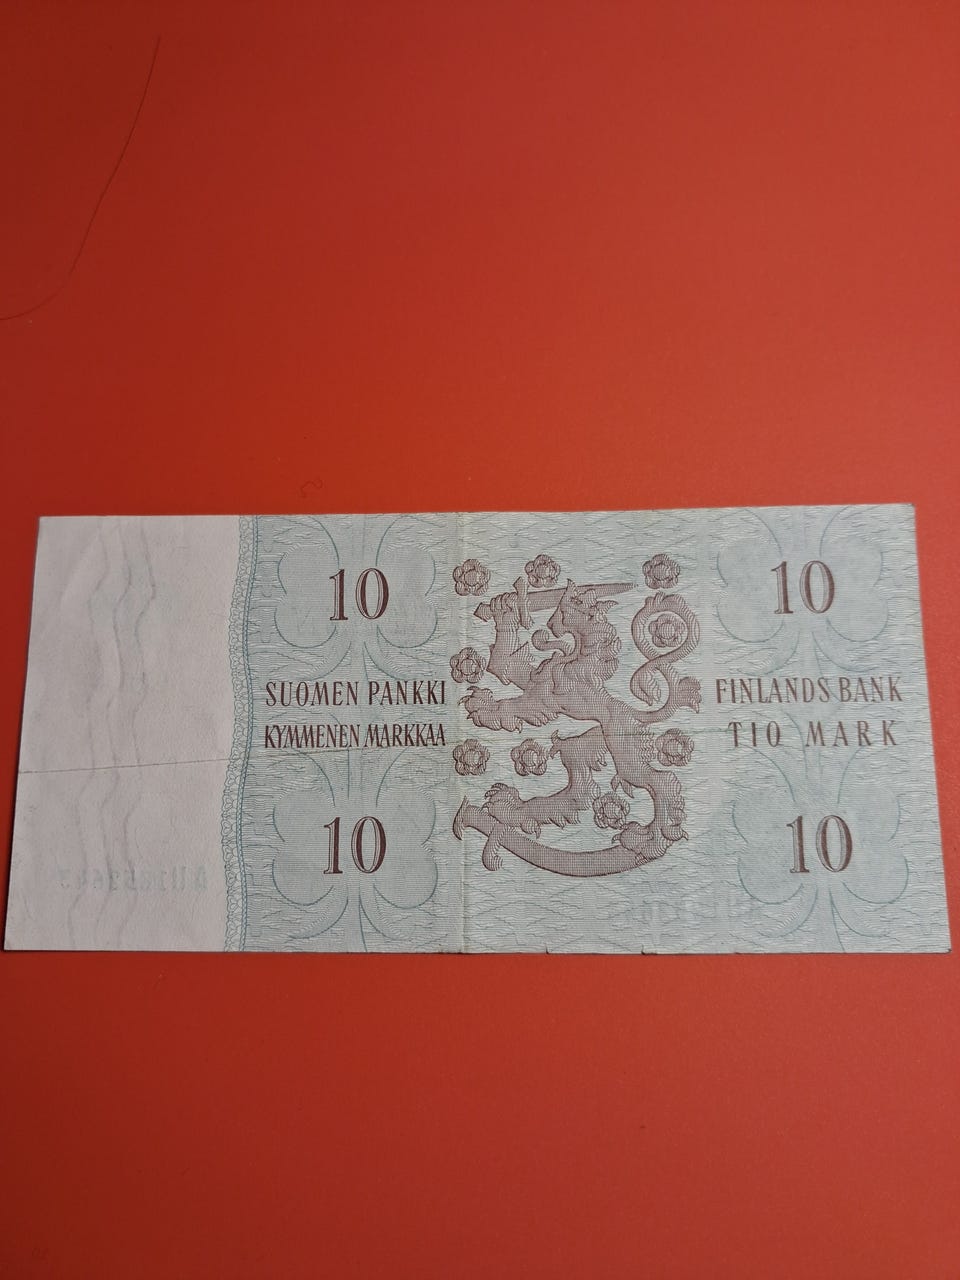 10
10
SUOMEN PANKKI
FINLANDS BANK
KYMMENEN MARKKAA
TIO MARK
10
10